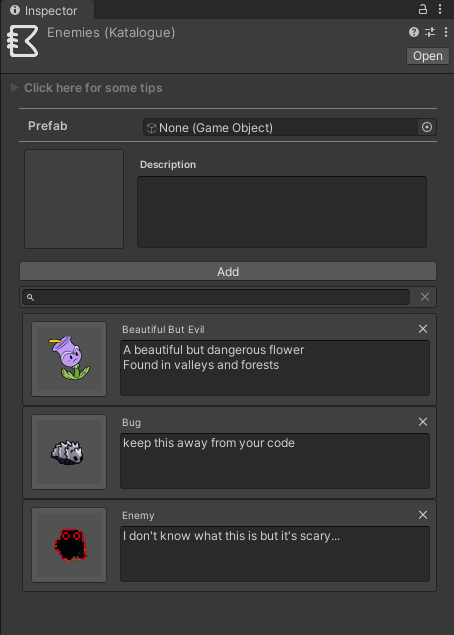 Inspector
Enemies (Katalogue)
Open
Click here for some tips
Prefab
None (Game Object)
Description
Add
Beautiful But Evil
A beautiful but dangerous flower
Found in valleys and forests
Bug
keep this away from your code
Enemy
I don't know what this is but it's scary...